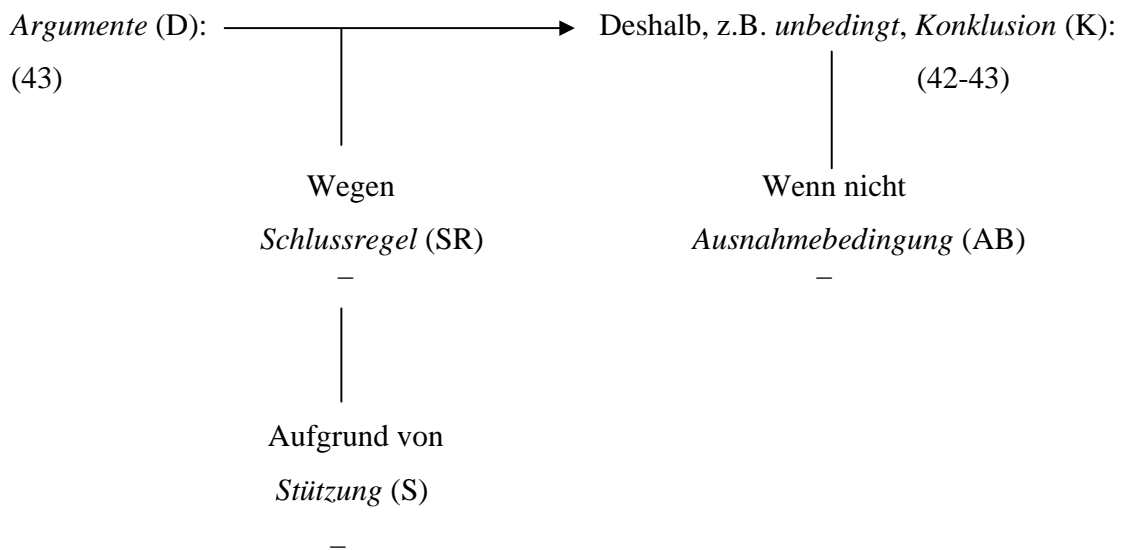 Argumente (D): Deshalb, z.B. unbedingt, Konklusion (K):
(43) (42-43)
Wegen Wenn nicht
Schlussregel (SR) Ausnahmebedingung (AB)
– –
Aufgrund von
Stützung (S)
–